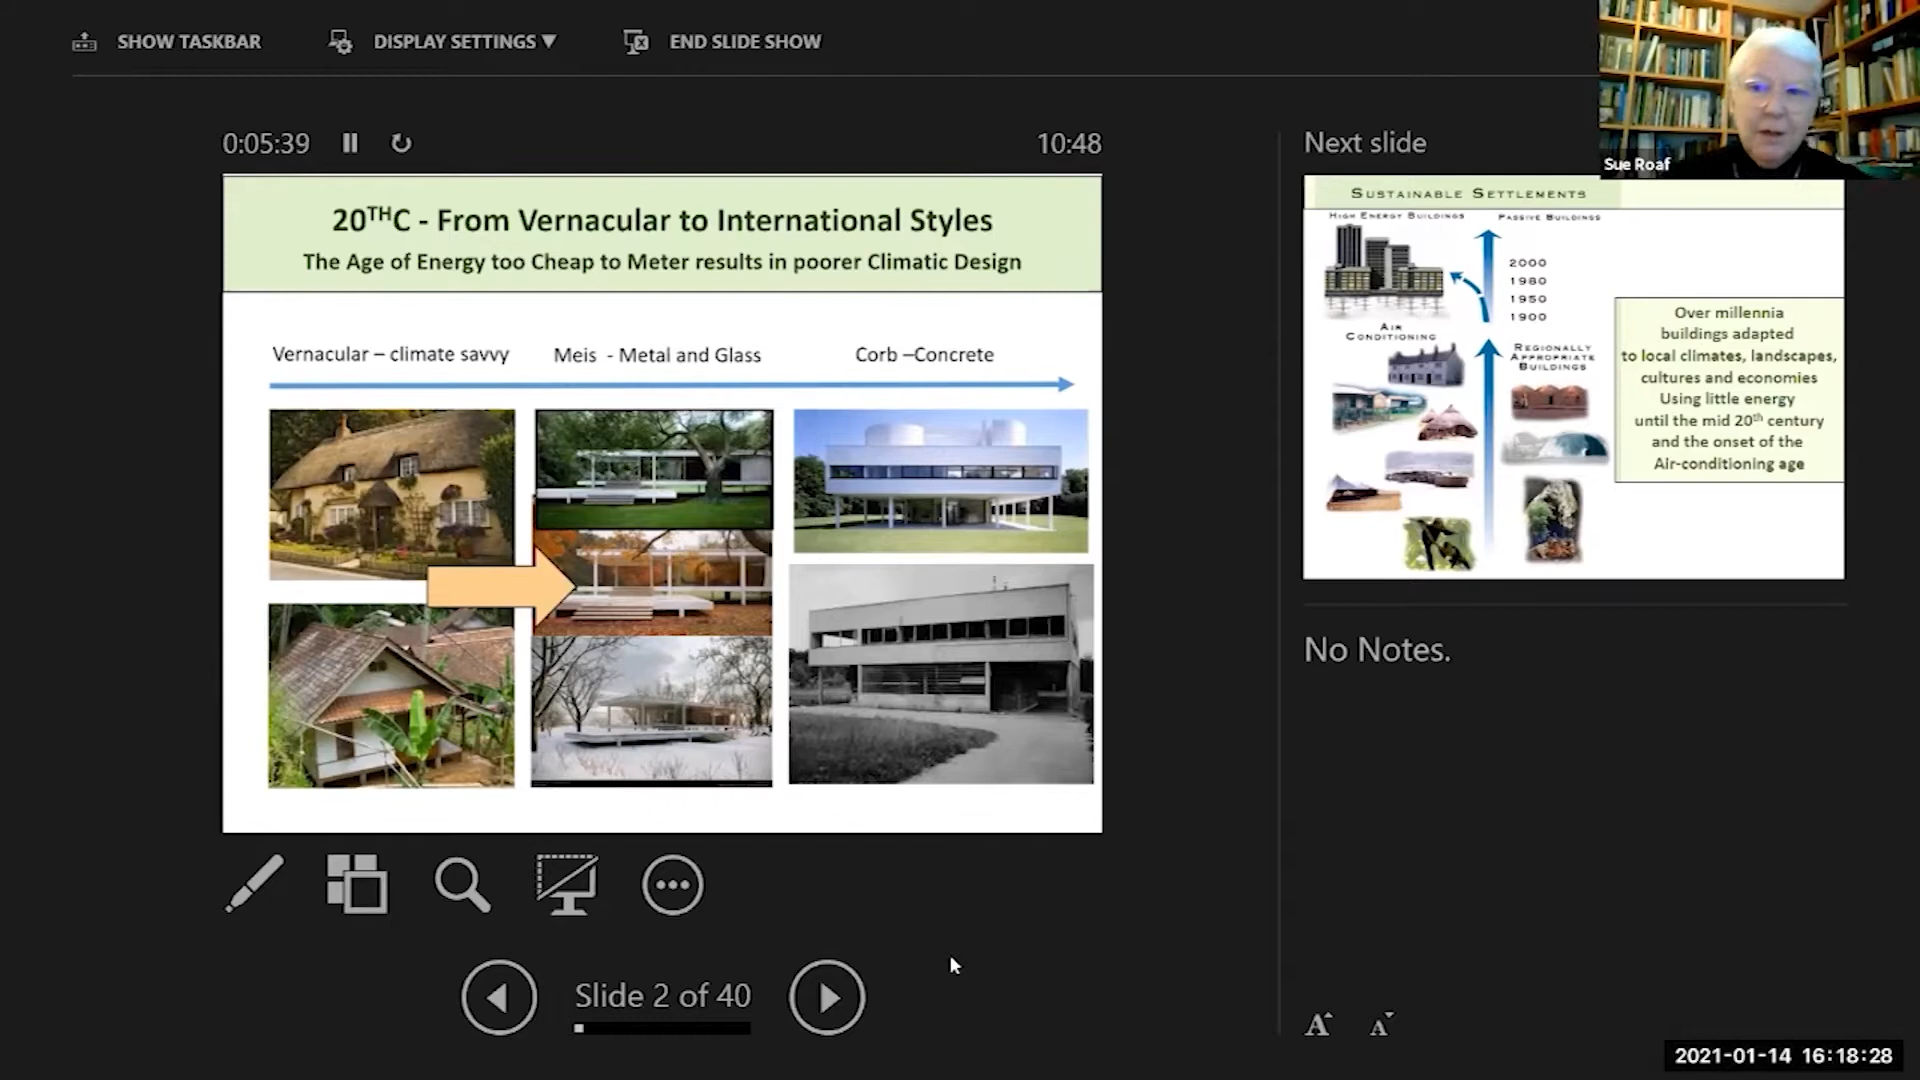 SHOW TASKBAR
DISPLAY SETTINGS ▼
END SLIDE SHOW
Sue Roaf
0:05:39
10:48
Next slide
20THC - From Vernacular to International Styles
The Age of Energy too Cheap to Meter results in poorer Climatic Design
Vernacular – climate savvy
Meis - Metal and Glass
Corb –Concrete
SUSTAINABLE SETTLEMENTS
HIGH ENERGY BUILDINGS
PASSIVE BUILDINGS
2000
1980
1950
1900
AIR
CONDITIONING
REGIONALLY
APPROPRIATE
BUILDINGS
Over millennia
buildings adapted
to local climates, landscapes,
cultures and economies
Using little energy
until the mid 20th century
and the onset of the
Air-conditioning age
No Notes.
Slide 2 of 40
A A
2021-01-14 16:18:28